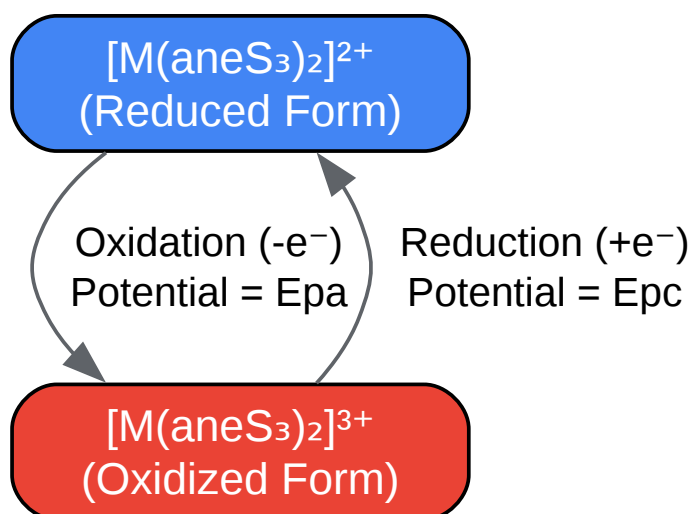 [M(aneS₃)₂]²⁺
(Reduced Form)
Oxidation (-e⁻)
Potential = Epa
Reduction (+e⁻)
Potential = Epc
[M(aneS₃)₂]³⁺
(Oxidized Form)